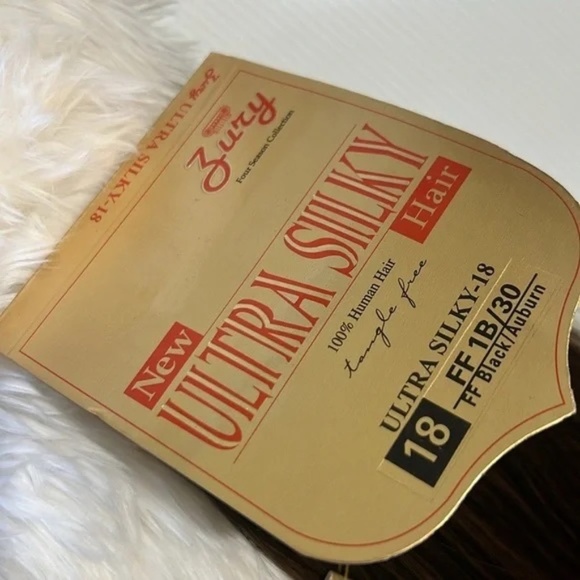 Zury ULTRA SILKY-18
Zury
Four Season Collection
New
ULTRA SILKY
Hair
100% Human Hair
tangle free
ULTRA SILKY-18
18
FF 1B/30
FF Black/Auburn